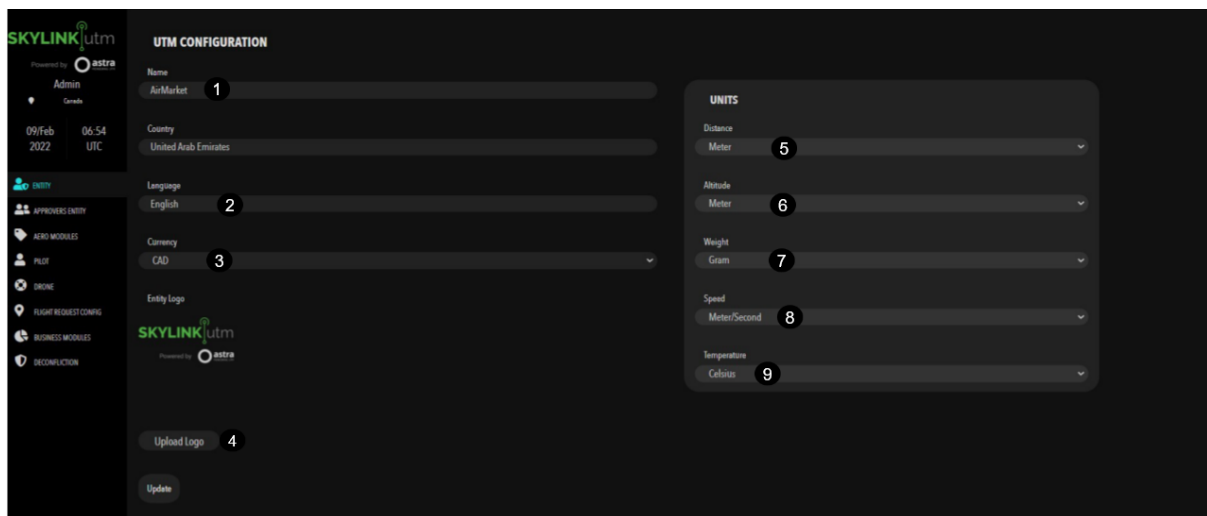 SKYLINK utm
Powered by astra
Admin
Canada
09/Feb 2022
06:54 UTC
ENTITY
APPROVERS ENTITY
AERO MODULES
PILOT
DRONE
FLIGHT REQUEST CONFIG
BUSINESS MODULES
DECONFLICTION
UTM CONFIGURATION
Name
AirMarket 1
Country
United Arab Emirates
Language
English 2
Currency
CAD 3
Entity Logo
SKYLINK utm
Powered by astra
Upload Logo 4
Update
UNITS
Distance
Meter 5
Altitude
Meter 6
Weight
Gram 7
Speed
Meter/Second 8
Temperature
Celsius 9